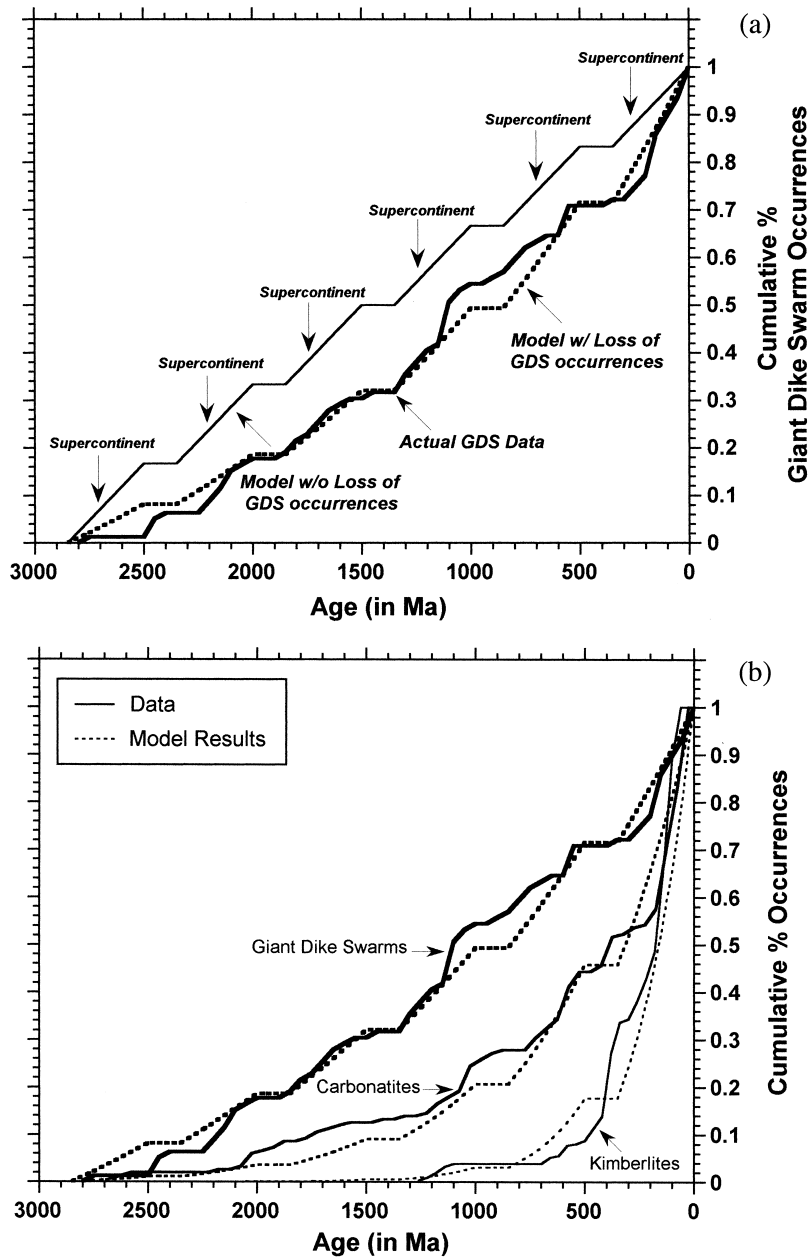 (a)
Supercontinent
Supercontinent
Supercontinent
Supercontinent
Supercontinent
Supercontinent
Model w/ Loss of
GDS occurrences
Actual GDS Data
Model w/o Loss of
GDS occurrences
1
0.9
0.8
0.7
0.6
0.5
0.4
0.3
0.2
0.1
0
Cumulative %
Giant Dike Swarm Occurrences
3000 2500 2000 1500 1000 500 0
Age (in Ma)
(b)
Data
Model Results
Giant Dike Swarms
Carbonatites
Kimberlites
1
0.9
0.8
0.7
0.6
0.5
0.4
0.3
0.2
0.1
0
Cumulative % Occurrences
3000 2500 2000 1500 1000 500 0
Age (in Ma)